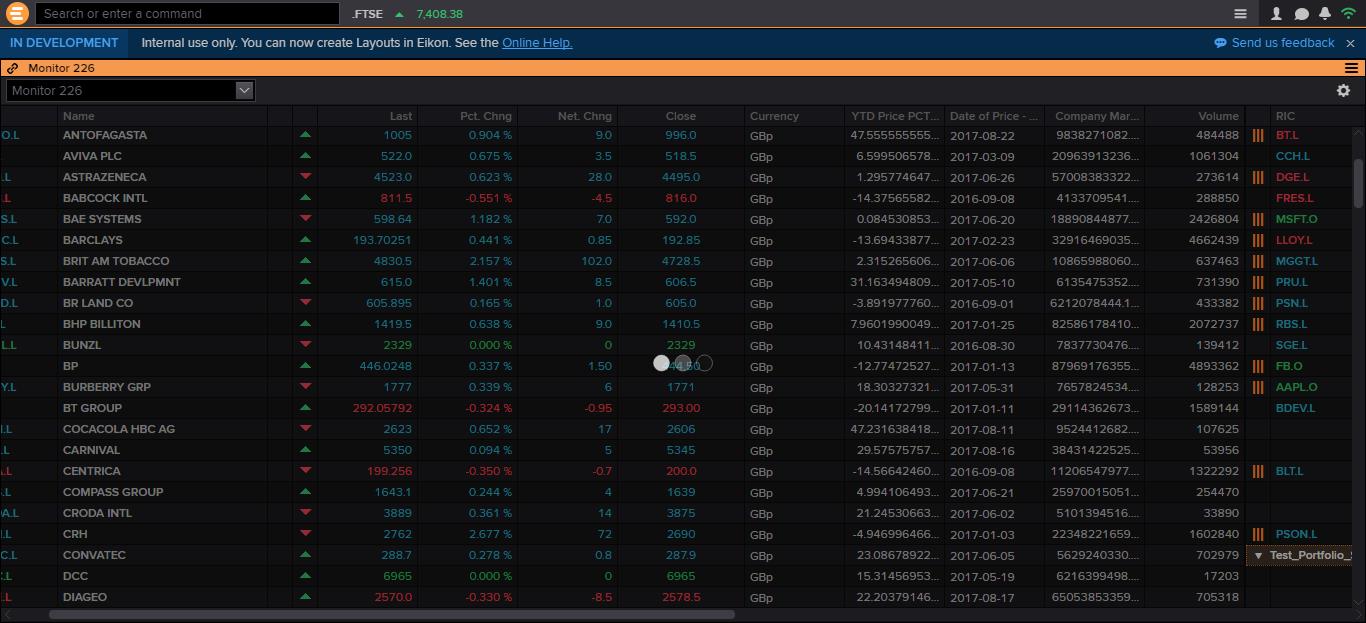 Search or enter a command .FTSE 7,408.38
IN DEVELOPMENT Internal use only. You can now create Layouts in Eikon. See the Online Help. Send us feedback
Monitor 226
Monitor 226
Name Last Pct. Chng Net. Chng Close Currency YTD Price PCT... Date of Price - ... Company Mar... Volume RIC
O.L ANTOFAGASTA 1005 0.904 % 9.0 996.0 GBp 47.555555555... 2017-08-22 9838271082.... 484488 BT.L
AVIVA PLC 522.0 0.675 % 3.5 518.5 GBp 6.599506578... 2017-03-09 20963913236... 1061304 CCH.L
.L ASTRAZENECA 4523.0 0.623 % 28.0 4495.0 GBp 1.295774647... 2017-06-26 57008383322... 273614 DGE.L
.L BABCOCK INTL 811.5 -0.551 % -4.5 816.0 GBp -14.37565582... 2016-09-08 4133709541.... 288850 FRES.L
S.L BAE SYSTEMS 598.64 1.182 % 7.0 592.0 GBp 0.084530853... 2017-06-20 18890844877... 2426804 MSFT.O
C.L BARCLAYS 193.70251 0.441 % 0.85 192.85 GBp -13.69433877... 2017-02-23 32916469035... 4662439 LLOY.L
S.L BRIT AM TOBACCO 4830.5 2.157 % 102.0 4728.5 GBp 2.315265606... 2017-06-06 10865988060... 637463 MGGT.L
V.L BARRATT DEVLPMNT 615.0 1.401 % 8.5 606.5 GBp 31.163494809... 2017-05-10 6135475352.... 731390 PRU.L
D.L BR LAND CO 605.895 0.165 % 1.0 605.0 GBp -3.891977760... 2016-09-01 6212078444.1... 433382 PSN.L
L BHP BILLITON 1419.5 0.638 % 9.0 1410.5 GBp 7.9601990049... 2017-01-25 82586178410... 2072737 RBS.L
L.L BUNZL 2329 0.000 % 0 2329 GBp 10.43148411... 2016-08-30 7837730476.... 139412 SGE.L
BP 446.0248 0.337 % 1.50 444.50 GBp -12.77472527... 2017-01-13 87969176355... 4893362 FB.O
Y.L BURBERRY GRP 1777 0.339 % 6 1771 GBp 18.30327321... 2017-05-31 7657824534.... 128253 AAPL.O
BT GROUP 292.05792 -0.324 % -0.95 293.00 GBp -20.14172799... 2017-01-11 29114362673... 1589144 BDEV.L
.L COCACOLA HBC AG 2623 0.652 % 17 2606 GBp 47.231638418... 2017-08-11 9524412682.... 107625
.L CARNIVAL 5350 0.094 % 5 5345 GBp 29.57575757... 2017-08-16 38431422525... 53956
.L CENTRICA 199.256 -0.350 % -0.7 200.0 GBp -14.56642460... 2016-09-08 11206547977.... 1322292 BLT.L
.L COMPASS GROUP 1643.1 0.244 % 4 1639 GBp 4.994106493... 2017-06-21 25970015051... 254470
A.L CRODA INTL 3889 0.361 % 14 3875 GBp 21.24530663... 2017-06-02 5101394516.... 33890
.L CRH 2762 2.677 % 72 2690 GBp -4.946996466... 2017-01-03 22348221659... 1602840 PSON.L
C.L CONVATEC 288.7 0.278 % 0.8 287.9 GBp 23.08678922... 2017-06-05 5629240330.... 702979 Test_Portfolio_
.L DCC 6965 0.000 % 0 6965 GBp 15.31456953... 2017-05-19 6216399498.... 17203
.L DIAGEO 2570.0 -0.330 % -8.5 2578.5 GBp 22.20379146... 2017-08-17 65053853359... 705318